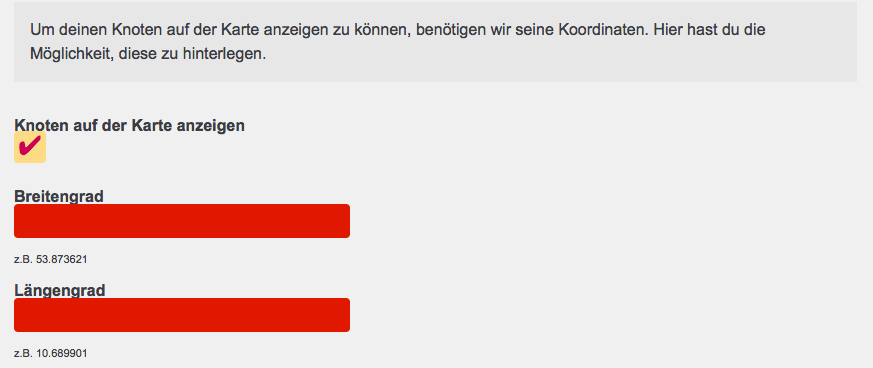 Um deinen Knoten auf der Karte anzeigen zu können, benötigen wir seine Koordinaten. Hier hast du die
Möglichkeit, diese zu hinterlegen.
Knoten auf der Karte anzeigen
Breitengrad
z.B. 53.873621
Längengrad
z.B. 10.689901